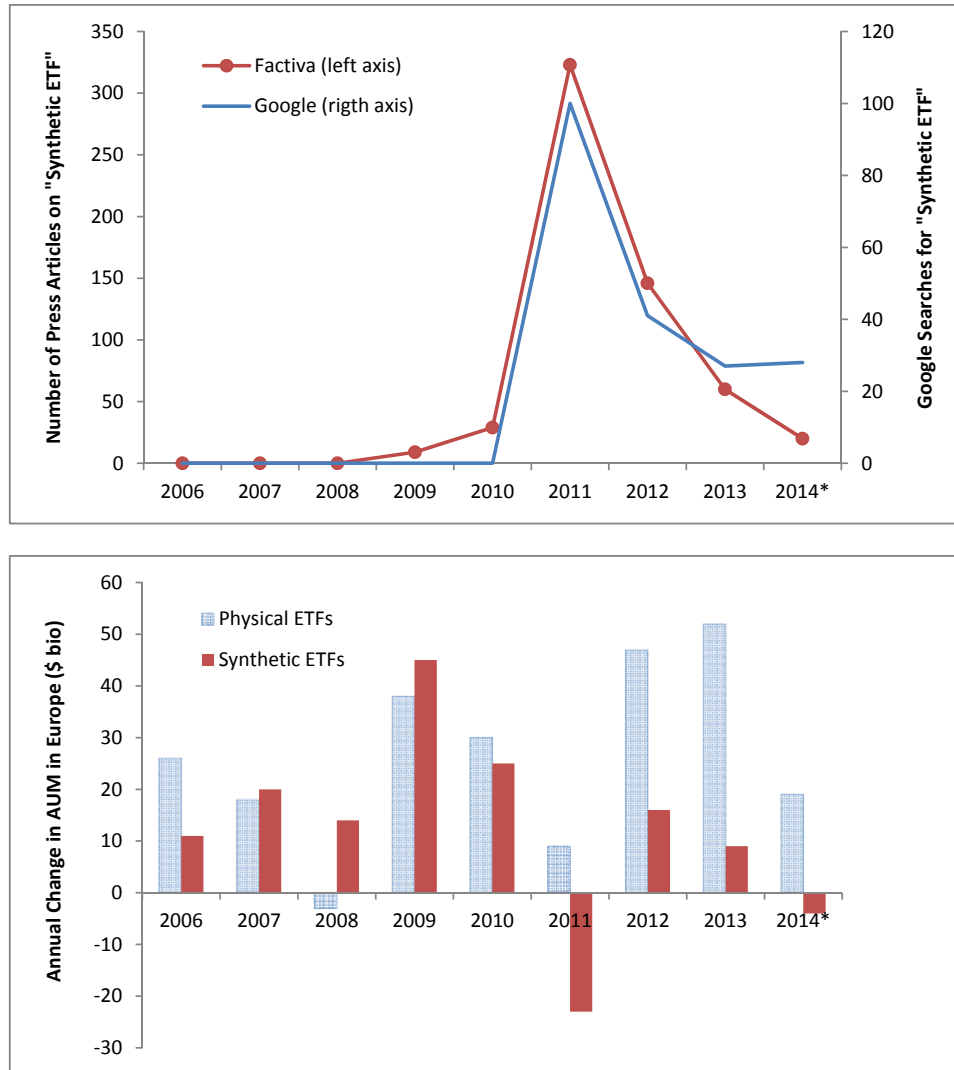 350
300
250
200
150
100
50
0
Number of Press Articles on "Synthetic ETF"
Factiva (left axis)
Google (rigth axis)
120
100
80
60
40
20
0
Google Searches for "Synthetic ETF"
2006 2007 2008 2009 2010 2011 2012 2013 2014*
60
50
40
30
20
10
0
-10
-20
-30
Annual Change in AUM in Europe ($ bio)
Physical ETFs
Synthetic ETFs
2006 2007 2008 2009 2010 2011 2012 2013 2014*